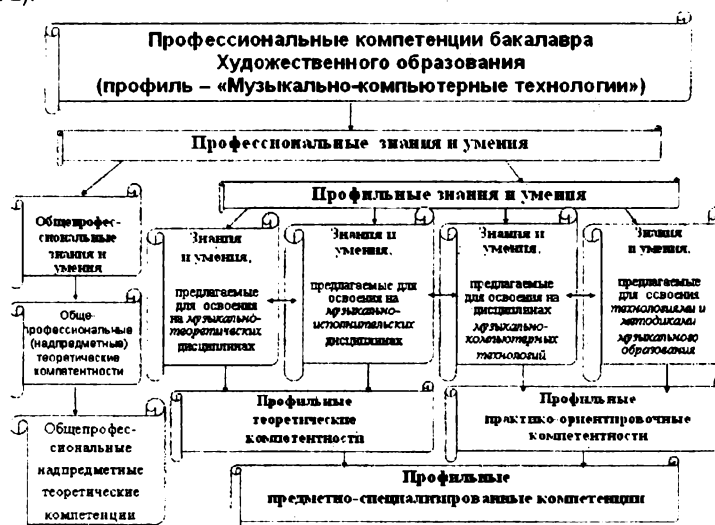 Профессиональные компетенции бакалавра
Художественного образования
(профиль – «Музыкально-компьютерные технологии»)
Профессиональные знания и умения
Профильные знания и умения
Общепрофес-
сиональные
знания и
умения
Знания
и умения,
предлагаемые
для освоения
на музыкально-
теоретических
дисциплинах
Знания и
умения,
предлагаемые для
освоения на
музыкально-
исполнительских
дисциплинах
Знания и
умения,
предлагаемые
для освоения на
дисциплинах
музыкально-
компьютерных
технологий
Знания
и умения,
предлагаемые
для освоения
технологиями и
методиками
музыкального
образования
Обще-
профессиональные
(надпредметные)
теоретические
компетентности
Общепрофес-
сиональные
надпредметные
теоретические
компетенции
Профильные
теоретические
компетентности
Профильные
практико-ориентировочные
компетентности
Профильные
предметно-специализированные компетенции